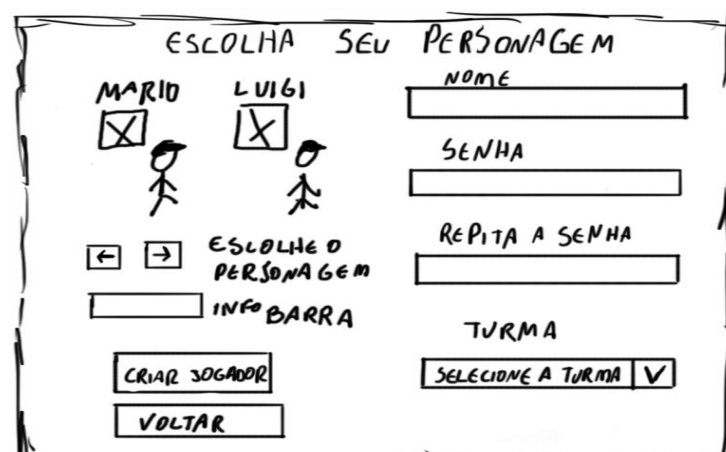 ESCOLHA SEU PERSONAGEM
MARIO
LUIGI
ESCOLHE O
PERSONAGEM
INFO BARRA
CRIAR JOGADOR
VOLTAR
NOME
SENHA
REPITA A SENHA
TURMA
SELECIONE A TURMA V